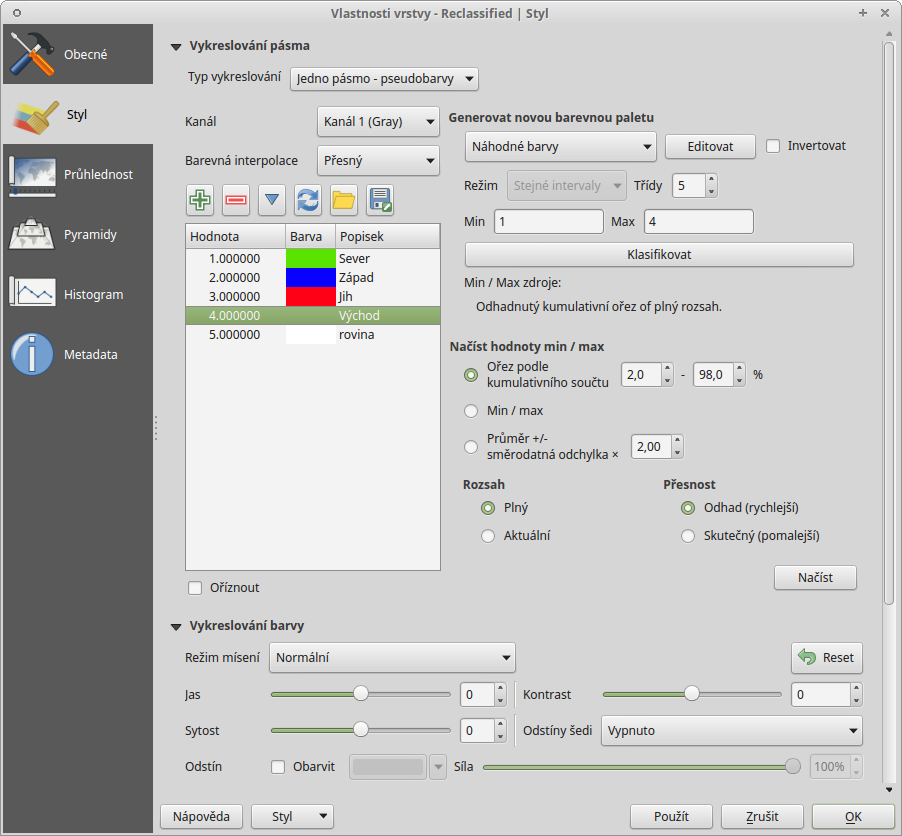 Vlastnosti vrstvy - Reclassified | Styl
Obecné
Styl
Průhlednost
Pyramidy
Histogram
Metadata
Vykreslování pásma
Typ vykreslování Jedno pásmo - pseudobarvy
Kanál Kanál 1 (Gray)
Barevná interpolace Přesný
Hodnota Barva Popisek
1.000000 Sever
2.000000 Západ
3.000000 Jih
4.000000 Východ
5.000000 rovina
Oříznout
Generovat novou barevnou paletu
Náhodné barvy Editovat Invertovat
Režim Stejné intervaly Třídy 5
Min 1 Max 4
Klasifikovat
Min / Max zdroje:
Odhadnutý kumulativní ořez of plný rozsah.
Načíst hodnoty min / max
Ořez podle
kumulativního součtu 2,0 - 98,0 %
Min / max
Průměr +/-
směrodatná odchylka × 2,00
Rozsah Přesnost
Plný Odhad (rychlejší)
Aktuální Skutečný (pomalejší)
Načíst
Vykreslování barvy
Režim mísení Normální Reset
Jas 0 Kontrast 0
Sytost 0 Odstíny šedi Vypnuto
Odstín Obarvit Síla 100%
Nápověda Styl Použít Zrušit OK